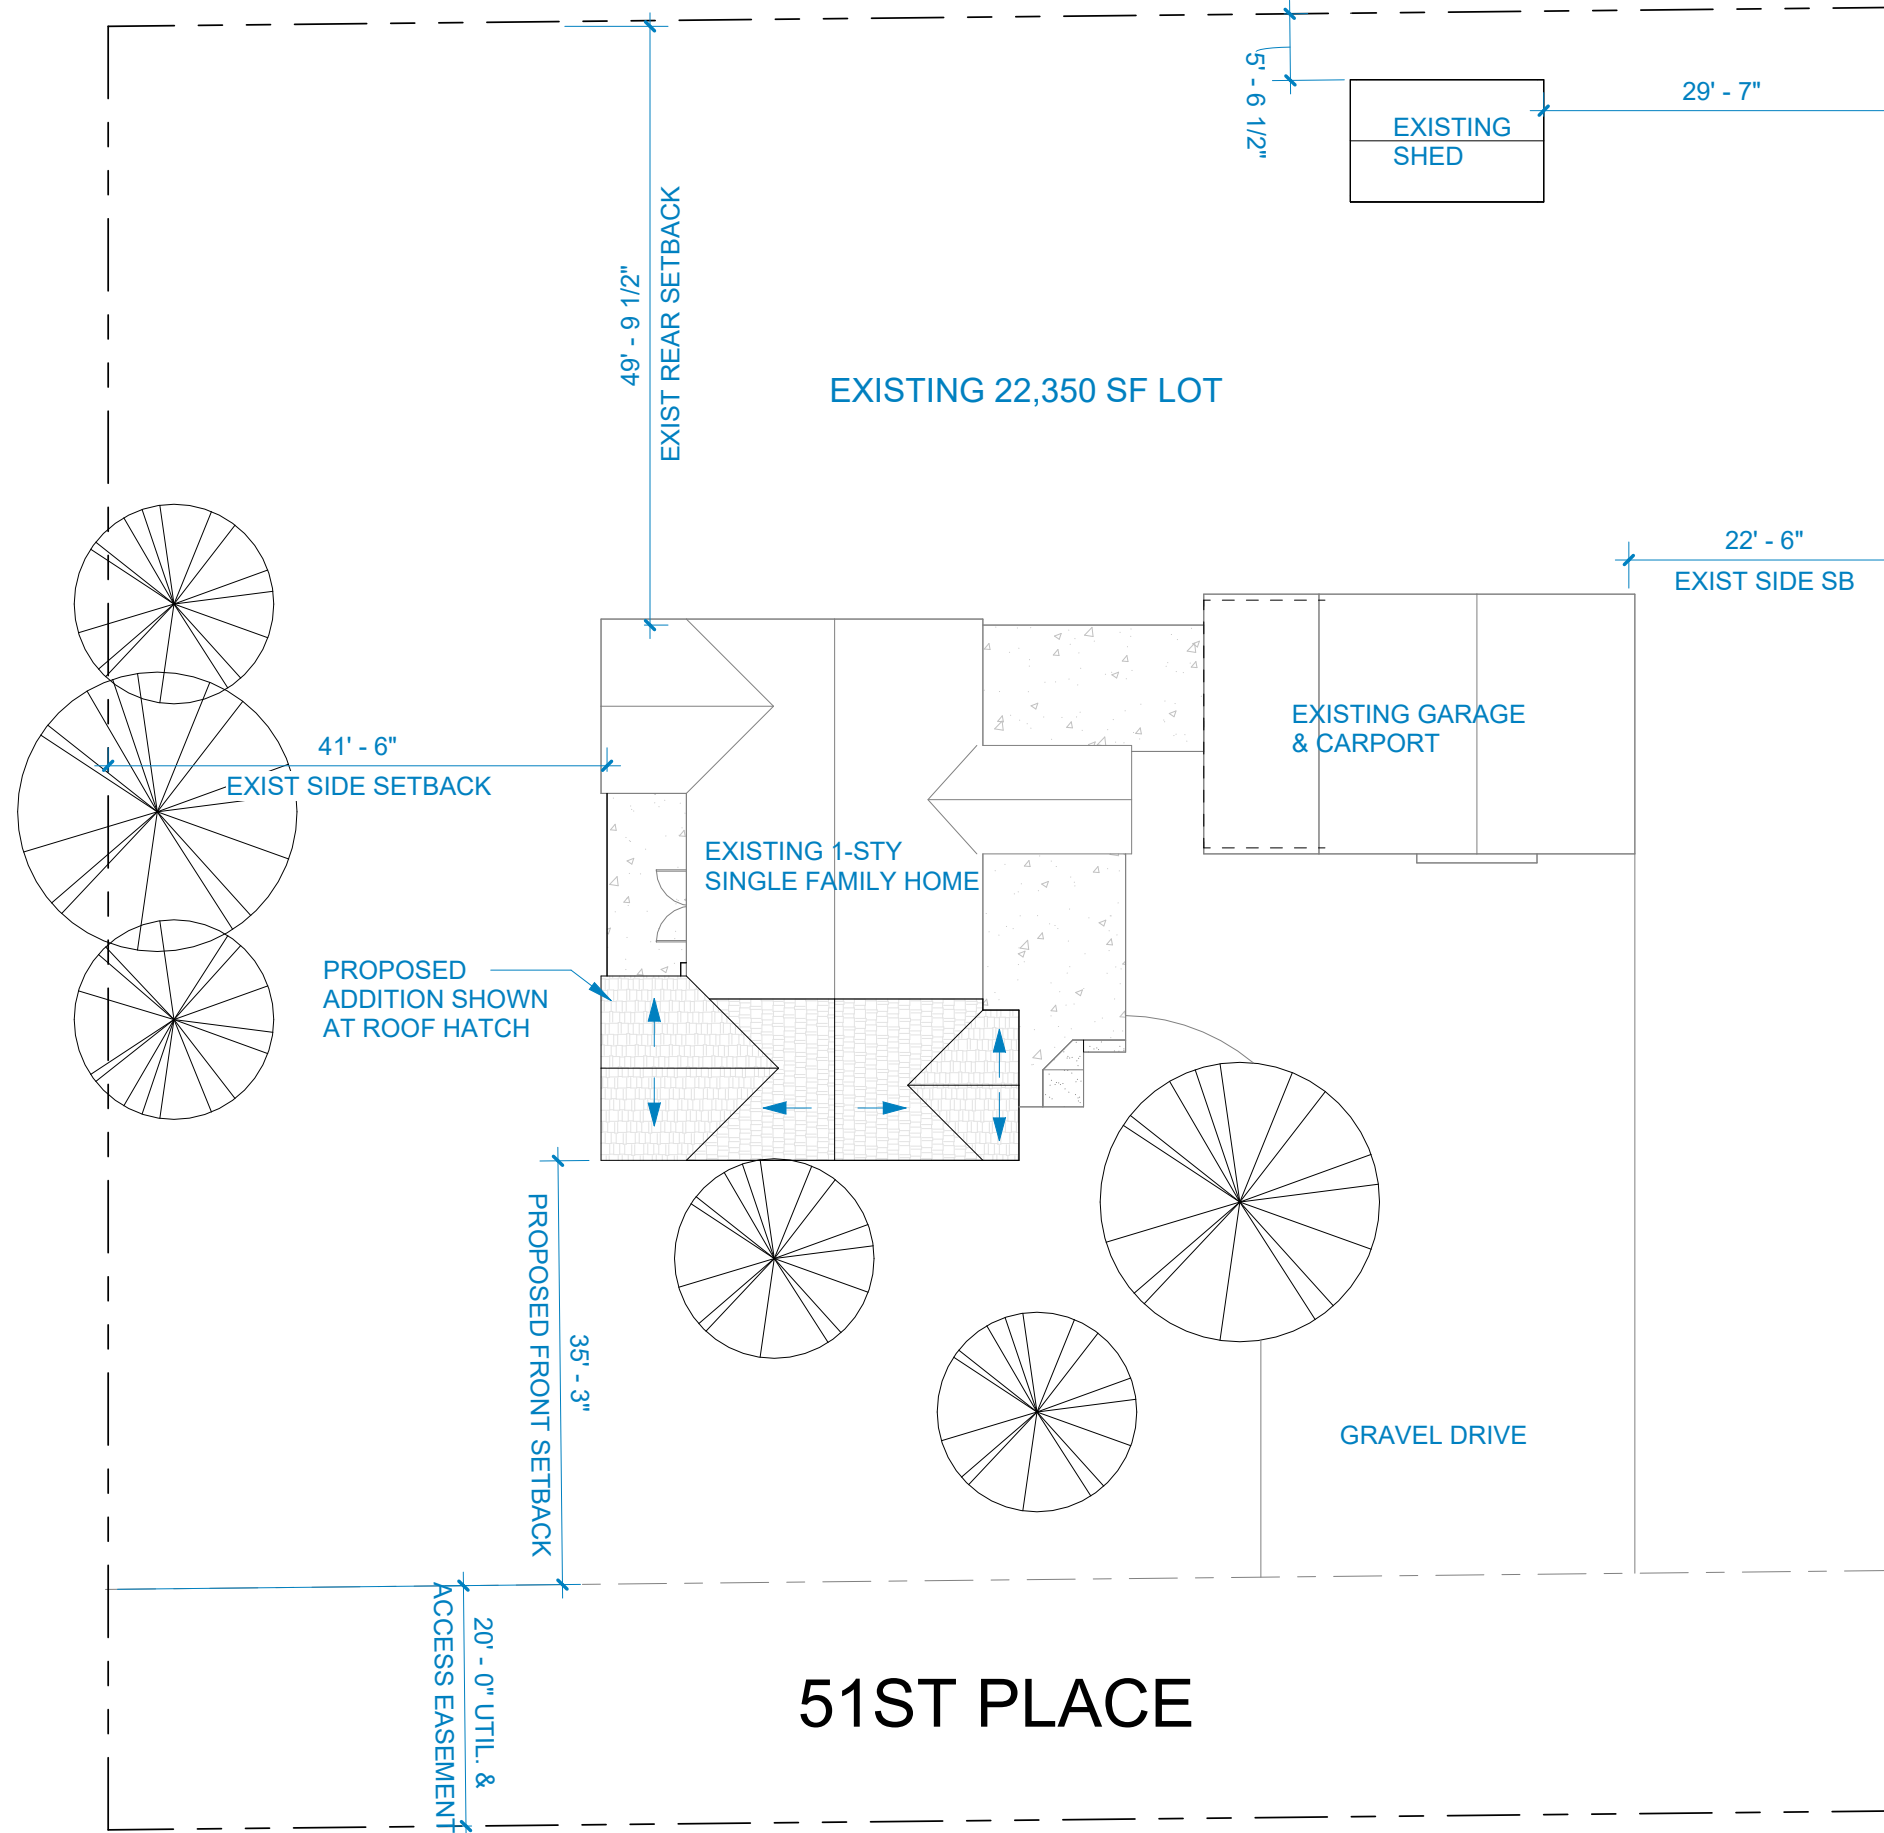 5' - 6 1/2"
29' - 7"
EXISTING
SHED
49' - 9 1/2"
EXIST REAR SETBACK
EXISTING 22,350 SF LOT
22' - 6"
EXIST SIDE SB
EXISTING GARAGE
& CARPORT
41' - 6"
EXIST SIDE SETBACK
EXISTING 1-STY
SINGLE FAMILY HOME
PROPOSED
ADDITION SHOWN
AT ROOF HATCH
35' - 3"
PROPOSED FRONT SETBACK
GRAVEL DRIVE
20' - 0" UTIL. &
ACCESS EASEMENT
51ST PLACE